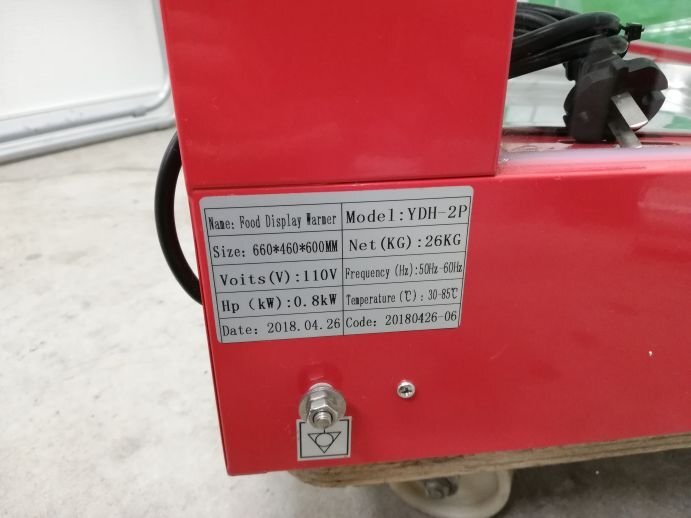 Name: Food Display Warmer Model:YDH-2P
Size: 660*460*600MM Net(KG):26KG
Voits(V):110V Frequency(Hz):50Hz-60Hz
Hp (kW):0.8kW Temperature(℃): 30-85℃
Date: 2018.04.26 Code: 20180426-06